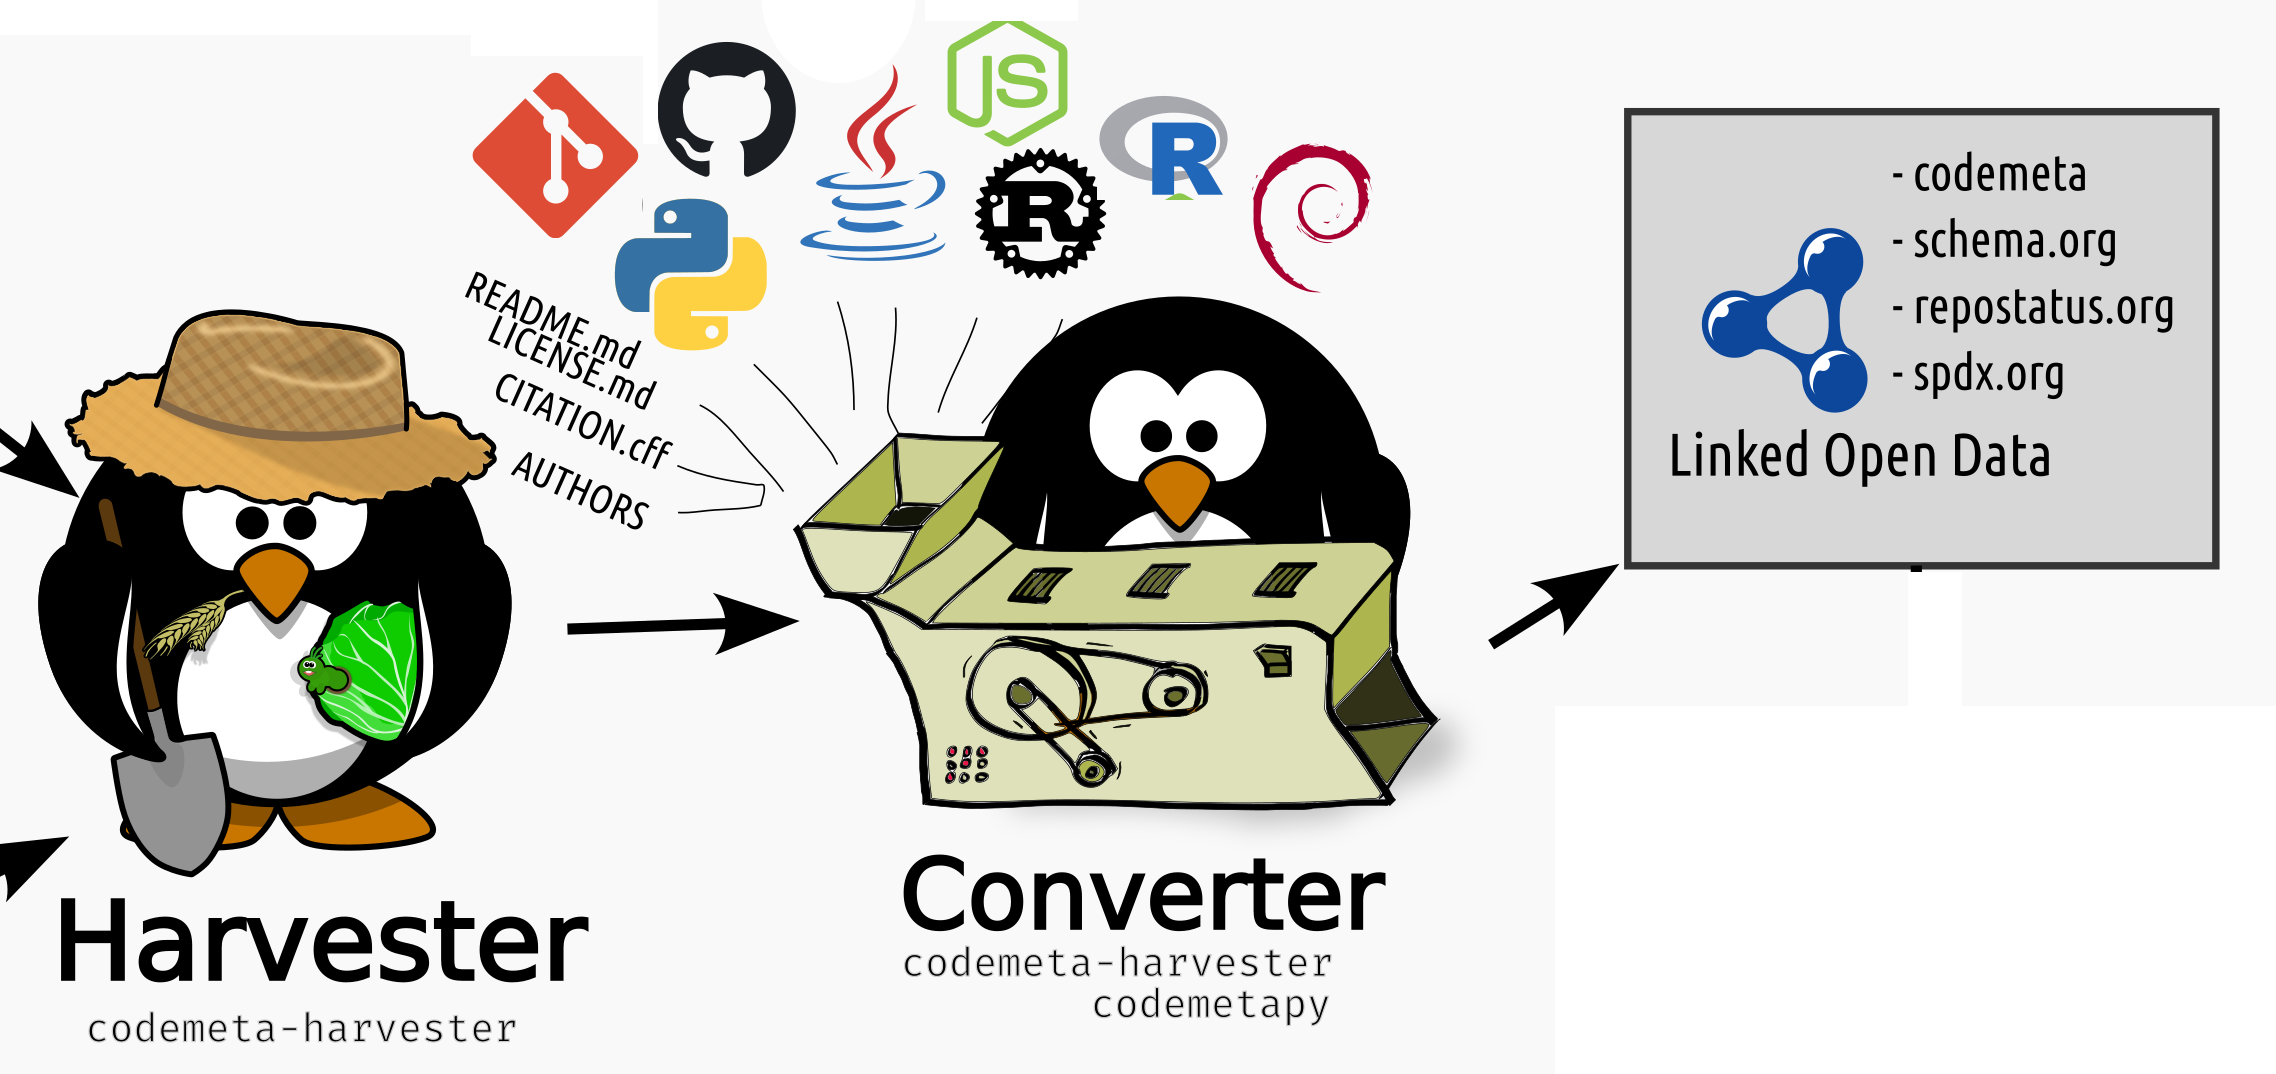 JS
R
R
README.md
LICENSE.md
CITATION.cff
AUTHORS
- codemeta
- schema.org
- repostatus.org
- spdx.org
Linked Open Data
Harvester
codemeta-harvester
Converter
codemeta-harvester
codemetapy